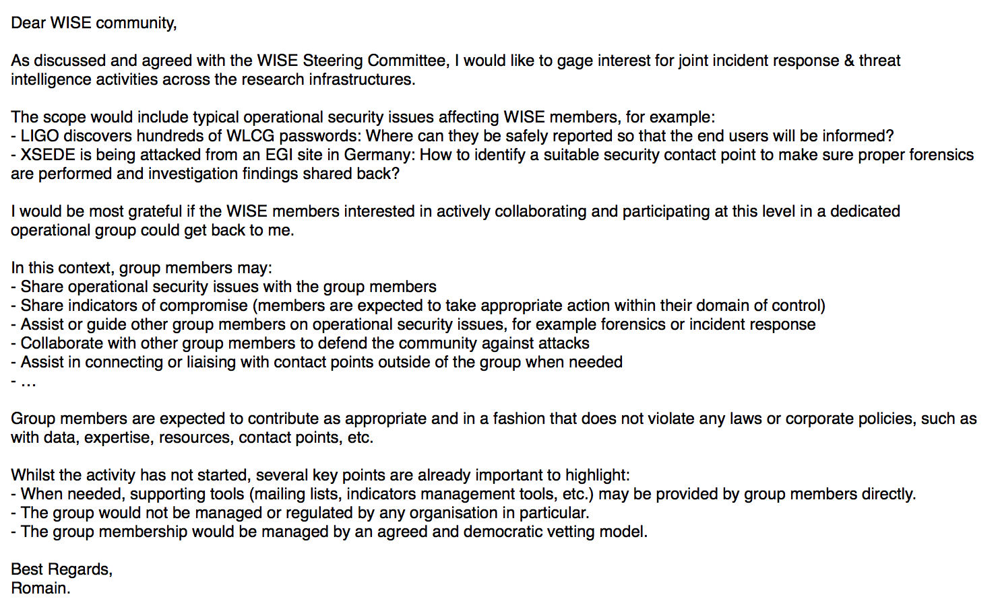 Dear WISE community,
As discussed and agreed with the WISE Steering Committee, I would like to gage interest for joint incident response & threat
intelligence activities across the research infrastructures.
The scope would include typical operational security issues affecting WISE members, for example:
- LIGO discovers hundreds of WLCG passwords: Where can they be safely reported so that the end users will be informed?
- XSEDE is being attacked from an EGI site in Germany: How to identify a suitable security contact point to make sure proper forensics
are performed and investigation findings shared back?
I would be most grateful if the WISE members interested in actively collaborating and participating at this level in a dedicated
operational group could get back to me.
In this context, group members may:
- Share operational security issues with the group members
- Share indicators of compromise (members are expected to take appropriate action within their domain of control)
- Assist or guide other group members on operational security issues, for example forensics or incident response
- Collaborate with other group members to defend the community against attacks
- Assist in connecting or liaising with contact points outside of the group when needed
- ...
Group members are expected to contribute as appropriate and in a fashion that does not violate any laws or corporate policies, such as
with data, expertise, resources, contact points, etc.
Whilst the activity has not started, several key points are already important to highlight:
- When needed, supporting tools (mailing lists, indicators management tools, etc.) may be provided by group members directly.
- The group would not be managed or regulated by any organisation in particular.
- The group membership would be managed by an agreed and democratic vetting model.
Best Regards,
Romain.